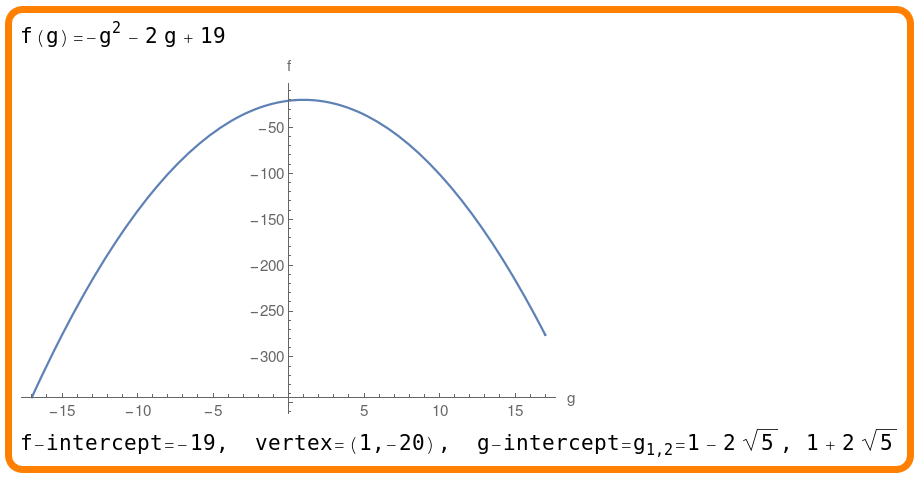 f(g)=-g² - 2 g + 19
f
-50
-100
-150
-200
-250
-300
-15 -10 -5 5 10 15 g
f-intercept=-19, vertex=(1,-20), g-intercept=g₁,₂=1 - 2 √5, 1 + 2 √5